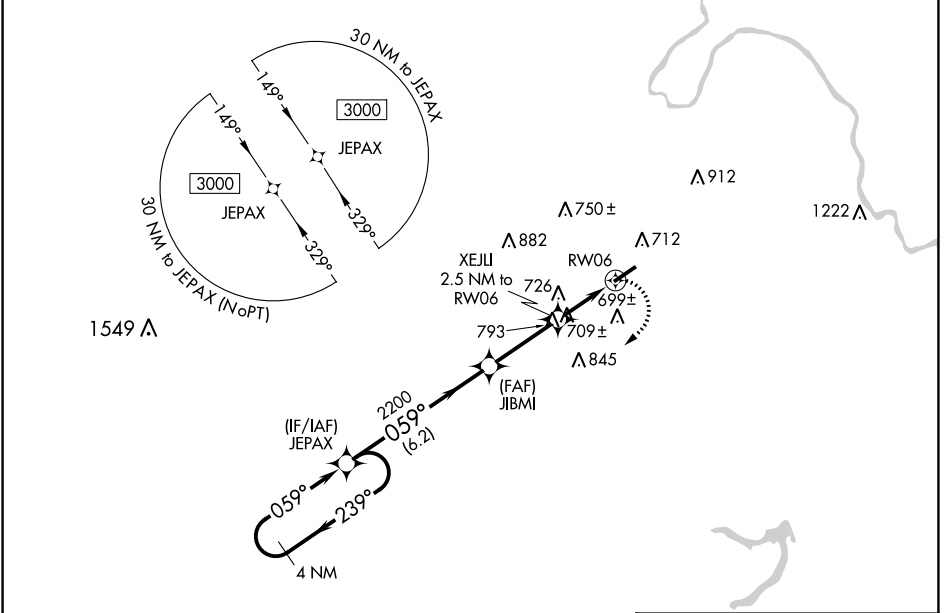 30 NM to JEPAX
149°
3000
JEPAX
329°
149°
3000
JEPAX
329°
30 NM to JEPAX (NoPT)
912
750±
1222
882
712
XEJLI
2.5 NM to
RW06
RW06
726
699±
793
709±
845
1549
(FAF)
JIBMI
2200
059°
(6.2)
(IF/IAF)
JEPAX
059°
239°
4 NM